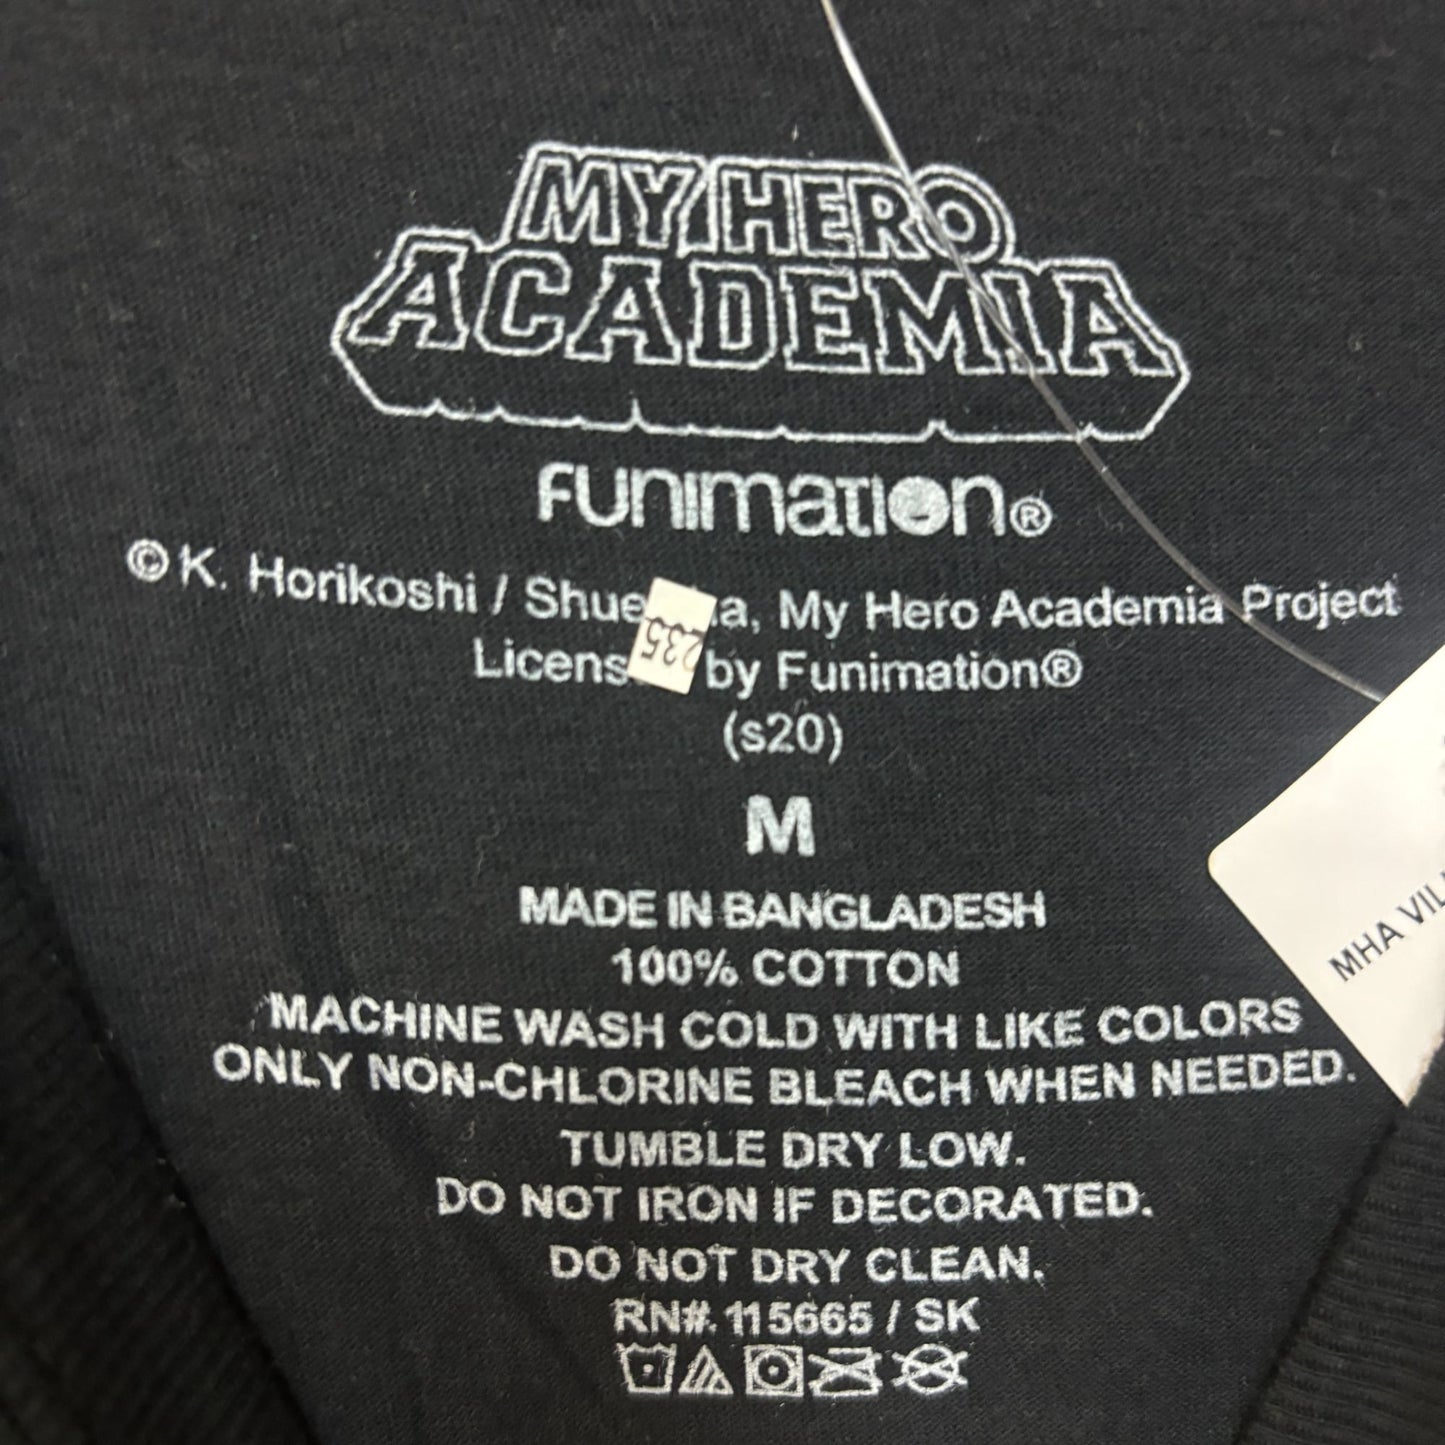 MY HERO
ACADEMIA
FUNIMATION®
© K. Horikoshi / Shue a, My Hero Academia Project
Licens by Funimation®
235
(s20)
M
MADE IN BANGLADESH
100% COTTON
MACHINE WASH COLD WITH LIKE COLORS
ONLY NON-CHLORINE BLEACH WHEN NEEDED.
TUMBLE DRY LOW.
DO NOT IRON IF DECORATED.
DO NOT DRY CLEAN.
RN#. 115665 / SK
MHA VIL